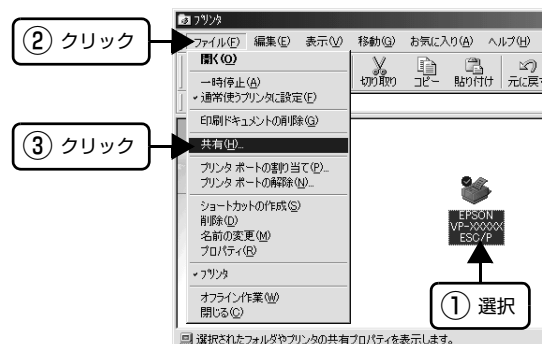 プリンタ
ファイル(F) 編集(E) 表示(V) 移動(G) お気に入り(A) ヘルプ(H)
② クリック
開く(O)
一時停止(A)
通常使うプリンタに設定(F)
印刷ドキュメントの削除(G)
③ クリック
共有(H)...
プリンタ ポートの割り当て(P)...
プリンタ ポートの解除(N)...
ショートカットの作成(S)
削除(D)
名前の変更(M)
プロパティ(R)
プリンタ
オフライン作業(W)
閉じる(C)
切り取り コピー 貼り付け 元に戻す
EPSON
VP-XXXXX
ESC/P
① 選択
選択されたフォルダやプリンタの共有プロパティを表示します。